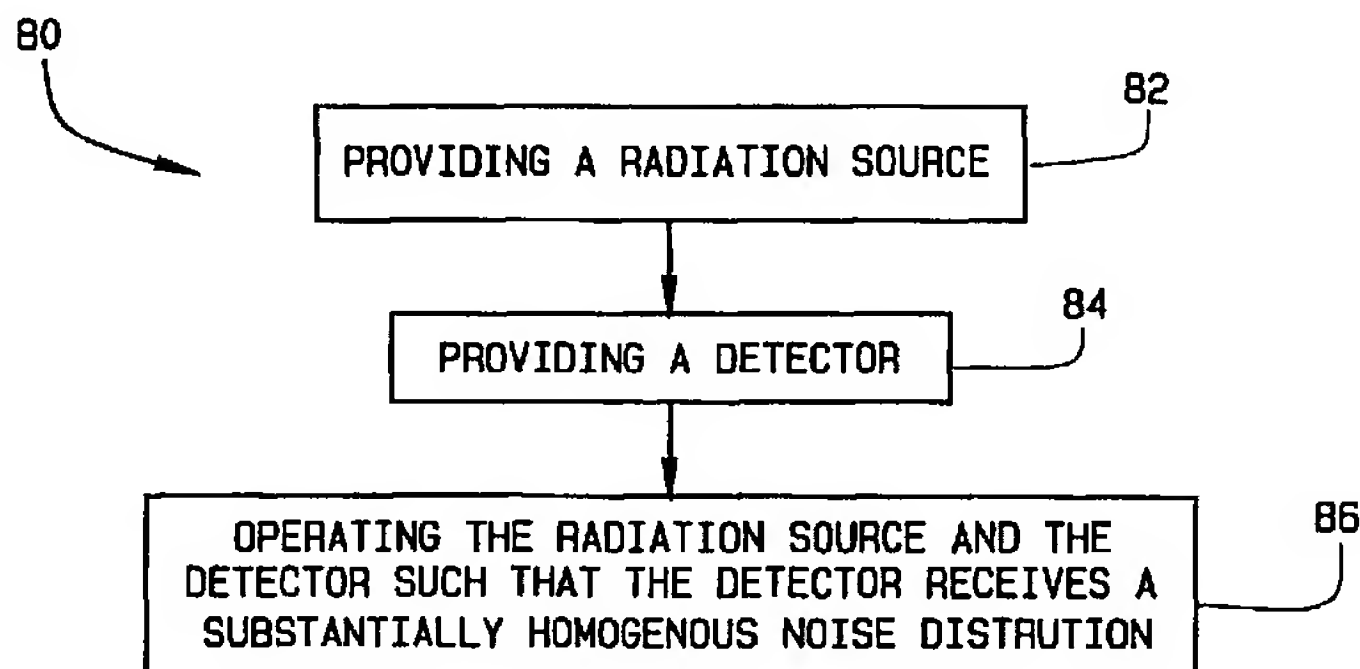 80
82
PROVIDING A RADIATION SOURCE
84
PROVIDING A DETECTOR
86
OPERATING THE RADIATION SOURCE AND THE
DETECTOR SUCH THAT THE DETECTOR RECEIVES A
SUBSTANTIALLY HOMOGENOUS NOISE DISTRUTION